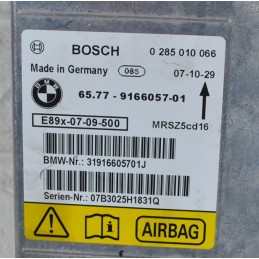 BOSCH 0 285 010 066
Made in Germany 085 07-10-29
BMW
65.77 - 9166057-01
E89x-07-09-500 MRSZ5cd16
BMW-Nr.: 31916605701J
Serien-Nr.: 07B3025H1831Q
AIRBAG